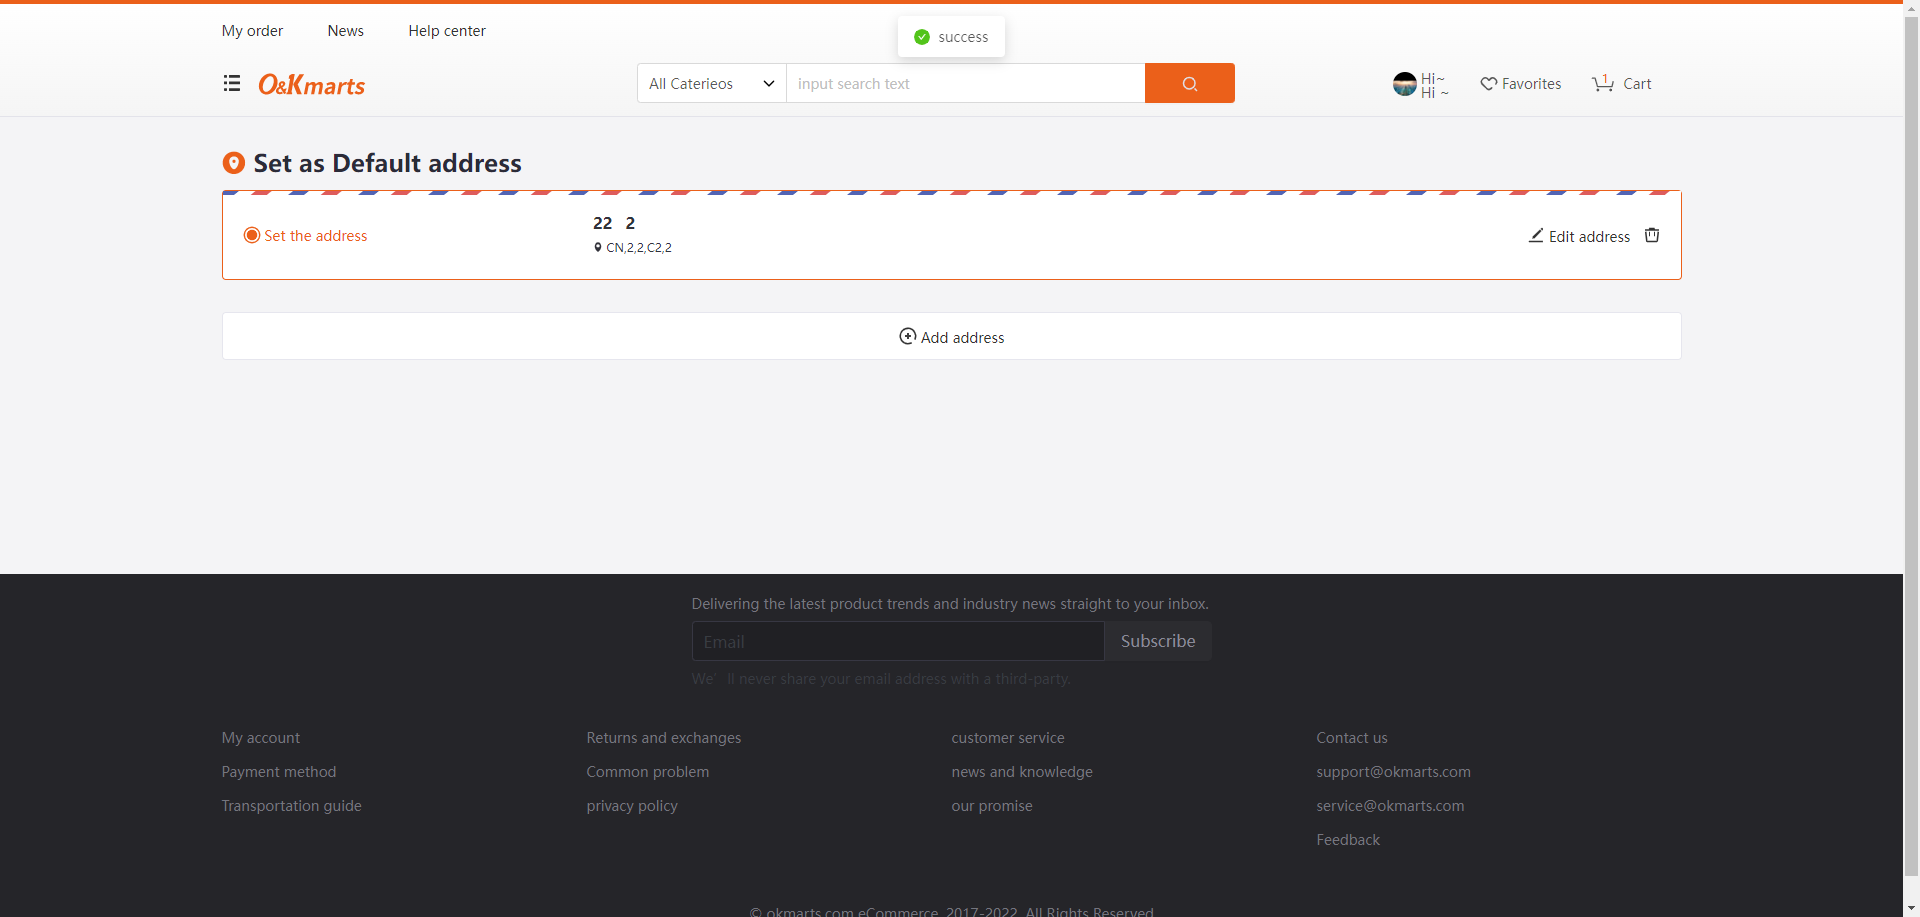 My order News Help center
success
O&Kmarts
All Caterieos
input search text
Hi~
Hi ~
Favorites
1
Cart
Set as Default address
Set the address
22 2
CN,2,2,C2,2
Edit address
Add address
Delivering the latest product trends and industry news straight to your inbox.
Email
Subscribe
We' ll never share your email address with a third-party.
My account
Payment method
Transportation guide
Returns and exchanges
Common problem
privacy policy
customer service
news and knowledge
our promise
Contact us
support@okmarts.com
service@okmarts.com
Feedback
© okmarts.com eCommerce, 2017-2022. All Rights Reserved